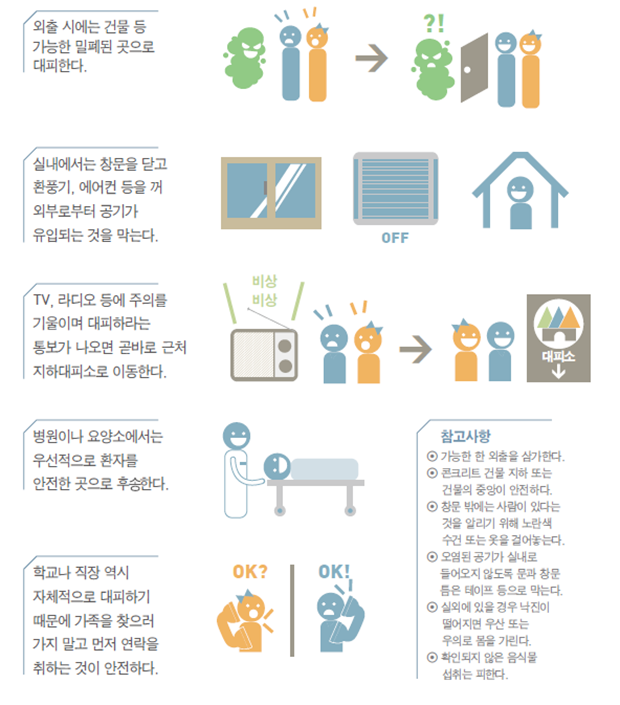 외출 시에는 건물 등
가능한 밀폐된 곳으로
대피한다.
?!
실내에서는 창문을 닫고
환풍기, 에어컨 등을 꺼
외부로부터 공기가
유입되는 것을 막는다.
OFF
TV, 라디오 등에 주의를
기울이며 대피하라는
통보가 나오면 곧바로 근처
지하대피소로 이동한다.
비상
비상
대피소
병원이나 요양소에서는
우선적으로 환자를
안전한 곳으로 후송한다.
학교나 직장 역시
자체적으로 대피하기
때문에 가족을 찾으러
가지 말고 먼저 연락을
취하는 것이 안전하다.
OK?
OK!
참고사항
가능한 한 외출을 삼가한다.
콘크리트 건물 지하 또는
건물의 중앙이 안전하다.
창문 밖에는 사람이 있다는
것을 알리기 위해 노란색
수건 또는 옷을 걸어놓는다.
오염된 공기가 실내로
들어오지 않도록 문과 창문
틈은 테이프 등으로 막는다.
실외에 있을 경우 낙진이
떨어지면 우산 또는
우의로 몸을 가린다.
확인되지 않은 음식물
섭취는 피한다.